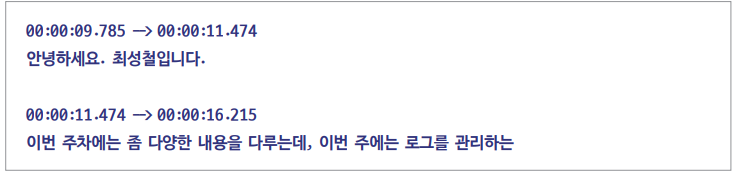 00:00:09.785 —> 00:00:11.474
안녕하세요. 최성철입니다.
00:00:11.474 —> 00:00:16.215
이번 주차에는 좀 다양한 내용을 다루는데, 이번 주에는 로그를 관리하는